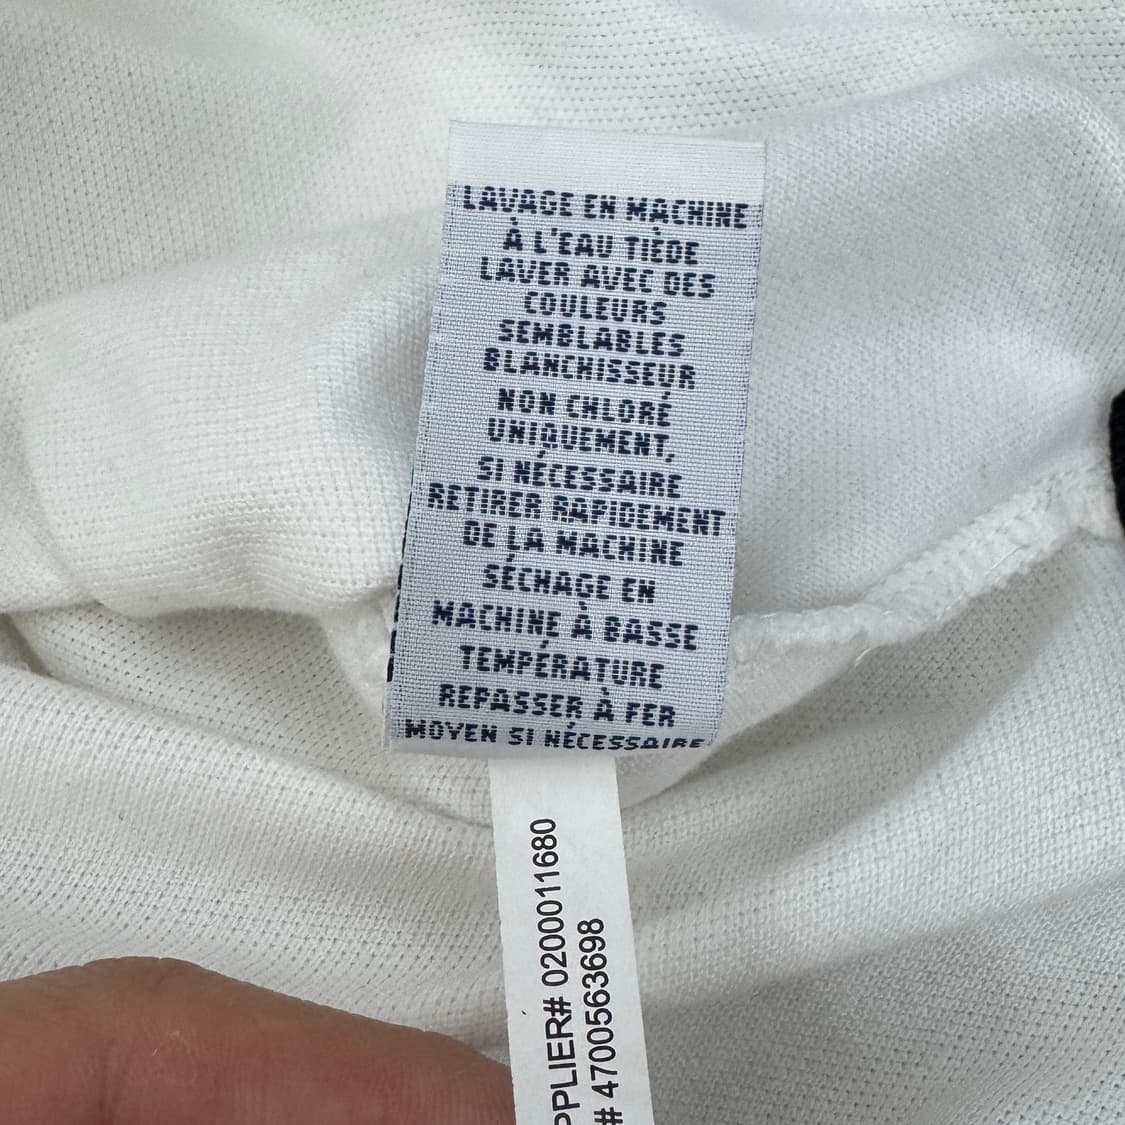 LAVAGE EN MACHINE
À L'EAU TIÈDE
LAVER AVEC DES
COULEURS
SEMBLABLES
BLANCHISSEUR
NON CHLORÉ
UNIQUEMENT,
SI NÉCESSAIRE
RETIRER RAPIDEMENT
DE LA MACHINE
SÉCHAGE EN
MACHINE À BASSE
TEMPÉRATURE
REPASSER À FER
MOYEN SI NÉCESSAIRE
PPLIER# 0200011680
# 4700563698